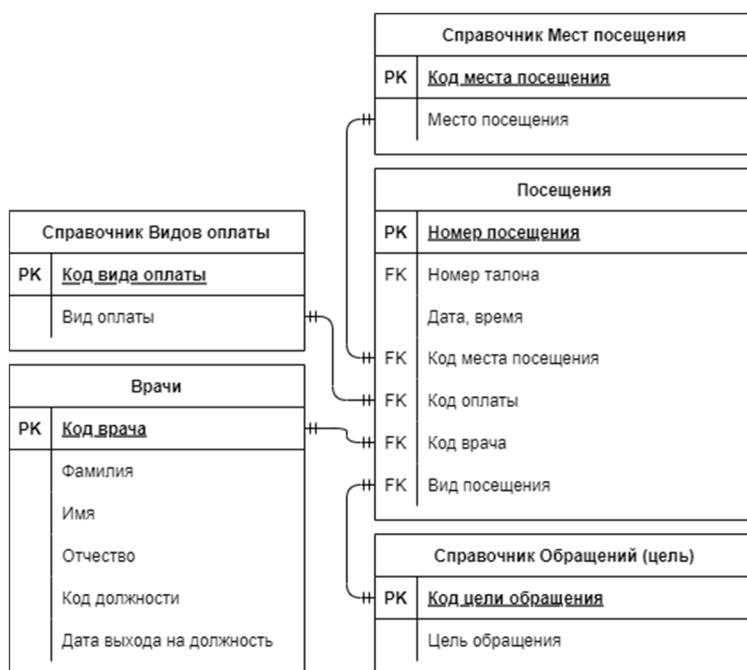 Справочник Мест посещения
PK Код места посещения
Место посещения
Посещения
PK Номер посещения
FK Номер талона
Дата, время
FK Код места посещения
FK Код оплаты
FK Код врача
FK Вид посещения
Справочник Видов оплаты
PK Код вида оплаты
Вид оплаты
Врачи
PK Код врача
Фамилия
Имя
Отчество
Код должности
Дата выхода на должность
Справочник Обращений (цель)
PK Код цели обращения
Цель обращения